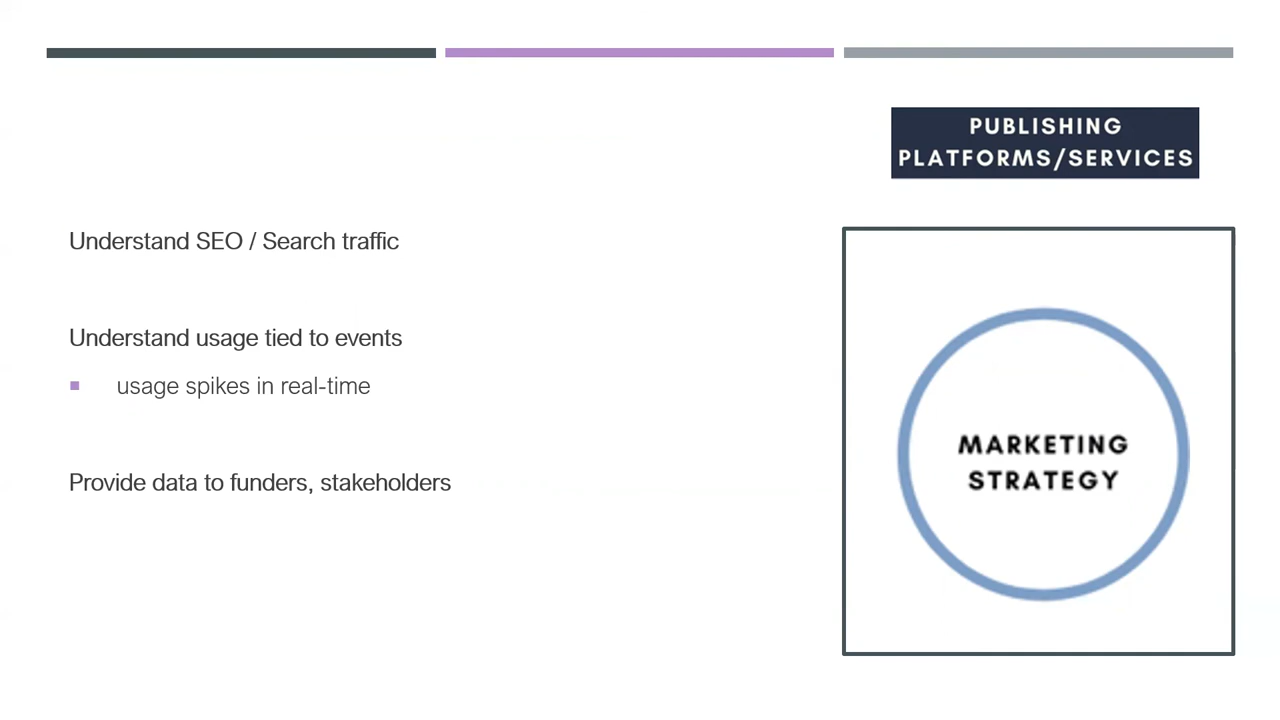 PUBLISHING
PLATFORMS/SERVICES
Understand SEO / Search traffic
Understand usage tied to events
usage spikes in real-time
Provide data to funders, stakeholders
MARKETING
STRATEGY